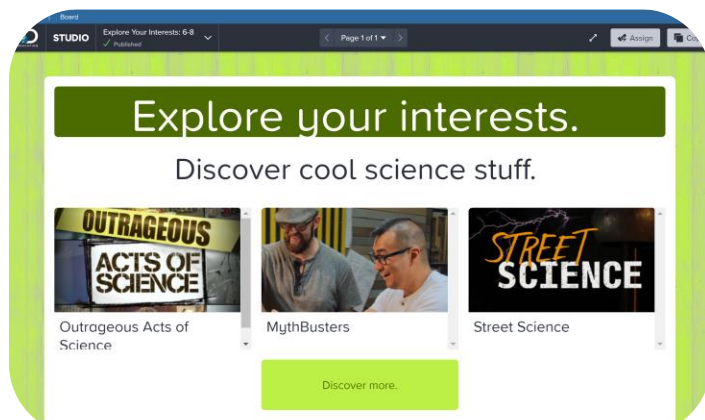 Board
STUDIO
Explore Your Interests: 6-8
Published
Page 1 of 1
Assign
Explore your interests.
Discover cool science stuff.
OUTRAGEOUS
ACTS OF
SCIENCE
STREET
SCIENCE
Outrageous Acts of
Science
MythBusters
Street Science
Discover more.